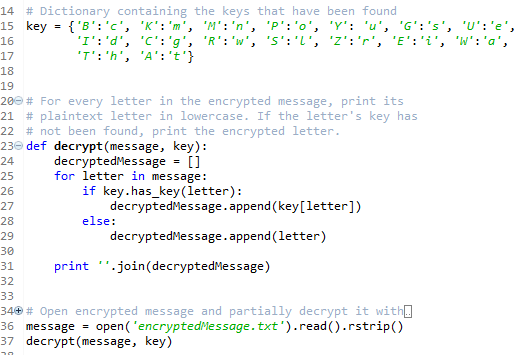 14 # Dictionary containing the keys that have been found
15 key = {'B':'c', 'K':'m', 'M':'n', 'P':'o', 'Y': 'u', 'G':'s', 'U':'e',
16 'I':'d', 'C':'g', 'R':'w', 'S':'l', 'Z':'r', 'E':'i', 'W':'a',
17 'T':'h', 'A':'t'}
18
19
20 # For every letter in the encrypted message, print its
21 # plaintext letter in lowercase. If the letter's key has
22 # not been found, print the encrypted letter.
23 def decrypt(message, key):
24 decryptedMessage = []
25 for letter in message:
26 if key.has_key(letter):
27 decryptedMessage.append(key[letter])
28 else:
29 decryptedMessage.append(letter)
30
31 print ''.join(decryptedMessage)
32
33
34 # Open encrypted message and partially decrypt it with..
36 message = open('encryptedMessage.txt').read().rstrip()
37 decrypt(message, key)
38